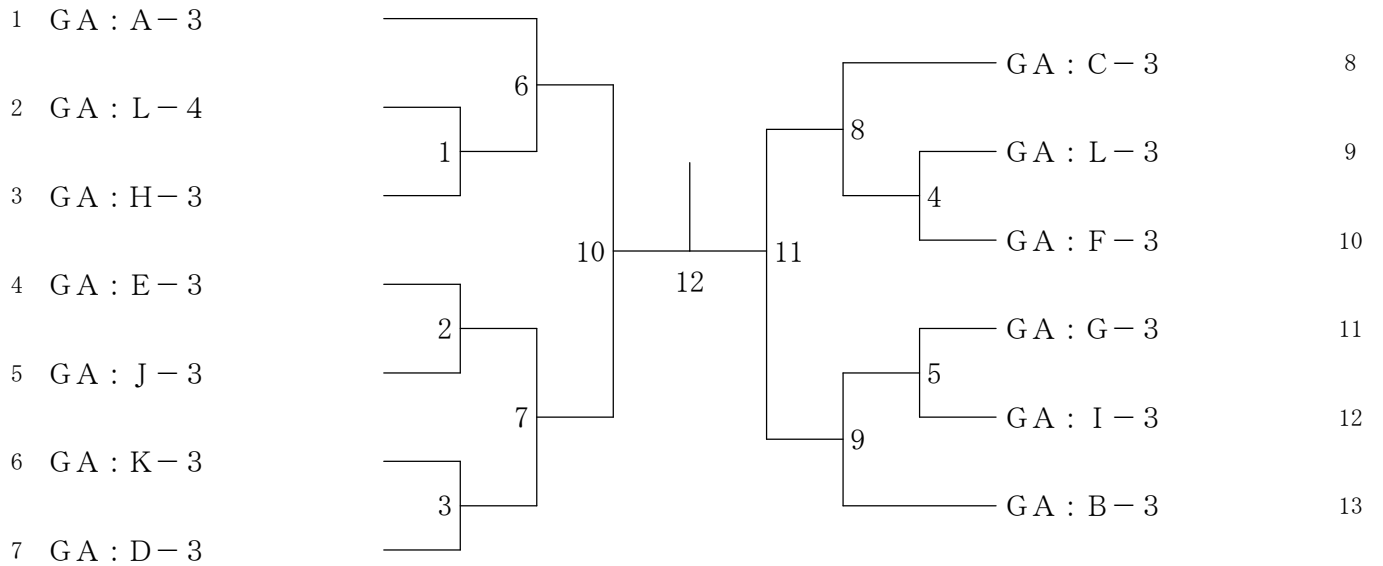 1 GA:A-3
6
GA:C-3 8
2 GA:L-4
8
1
GA:L-3 9
3 GA:H-3
4
GA:F-3 10
10
11
12
4 GA:E-3
2
GA:G-3 11
5 GA:J-3
5
7
GA:I-3 12
9
6 GA:K-3
3
GA:B-3 13
7 GA:D-3